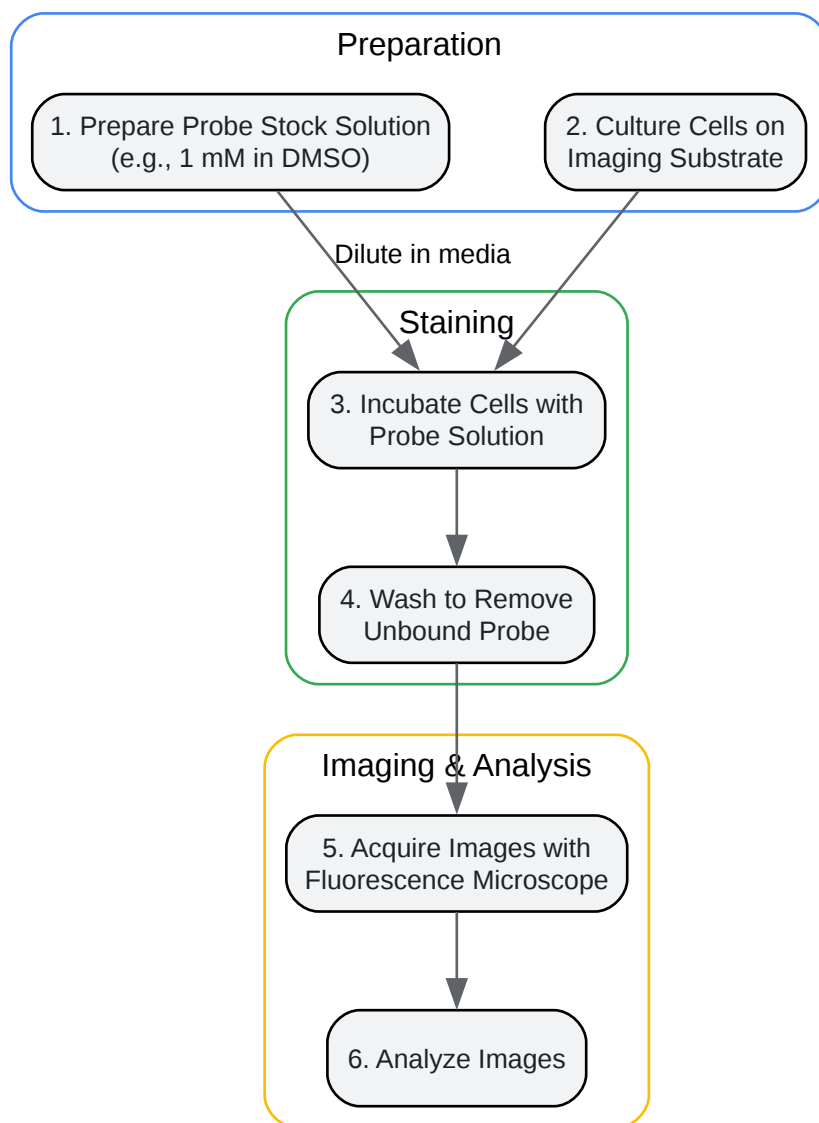 Preparation
1. Prepare Probe Stock Solution
(e.g., 1 mM in DMSO)
2. Culture Cells on
Imaging Substrate
Dilute in media
Staining
3. Incubate Cells with
Probe Solution
4. Wash to Remove
Unbound Probe
Imaging & Analysis
5. Acquire Images with
Fluorescence Microscope
6. Analyze Images